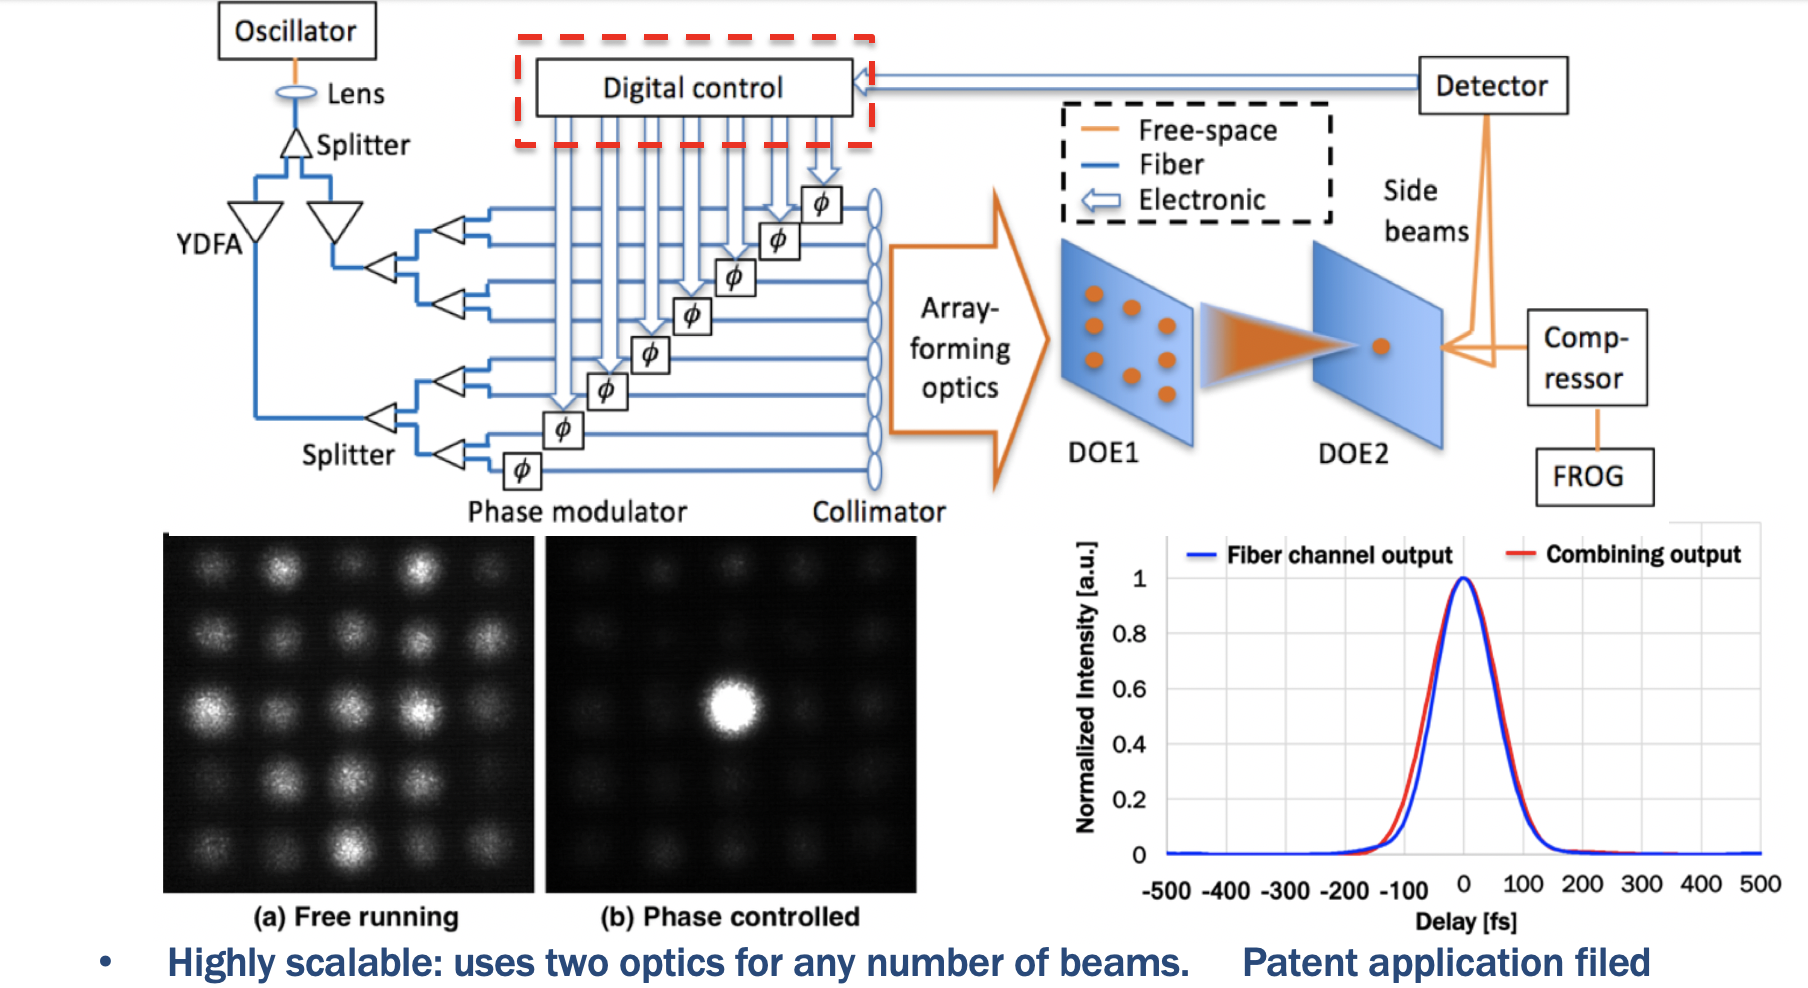 Oscillator
Lens
Splitter
YDFA
Splitter
Digital control
ϕ
ϕ
ϕ
ϕ
ϕ
ϕ
ϕ
ϕ
Phase modulator
Collimator
Array-
forming
optics
Free-space
Fiber
Electronic
DOE1
DOE2
Side
beams
Detector
Comp-
ressor
FROG
(a) Free running
(b) Phase controlled
Fiber channel output
Combining output
Normalized Intensity [a.u.]
1
0.8
0.6
0.4
0.2
0
-500 -400 -300 -200 -100 0 100 200 300 400 500
Delay [fs]
• Highly scalable: uses two optics for any number of beams. Patent application filed